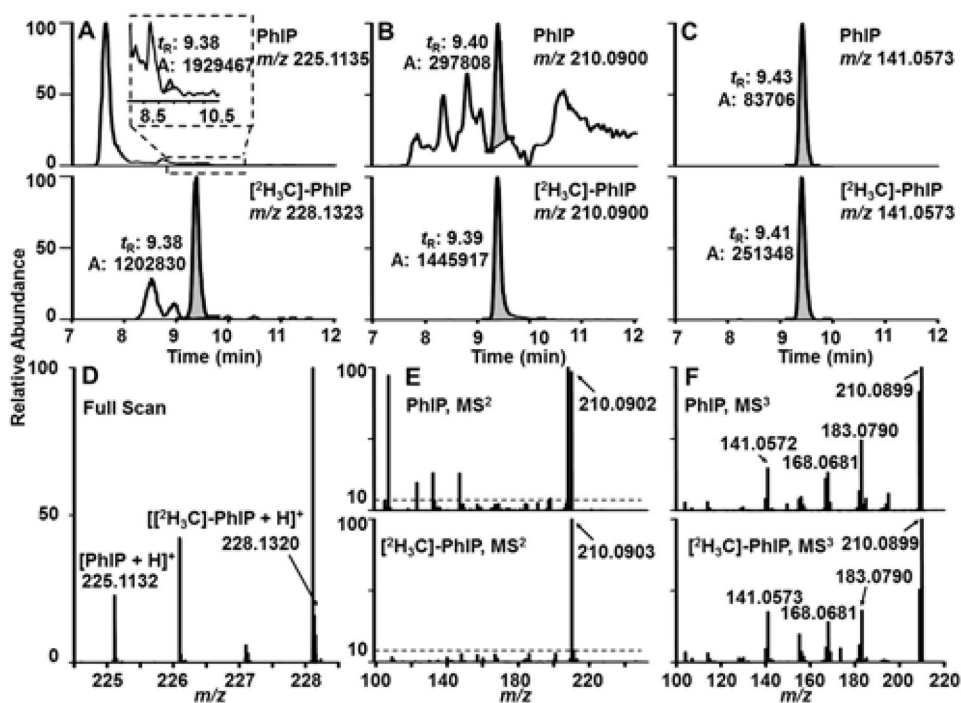 A
PhIP
m/z 225.1135
tR: 9.38
A: 1929467
8.5 10.5
100
50
0
B
PhIP
m/z 210.0900
tR: 9.40
A: 297808
C
PhIP
m/z 141.0573
tR: 9.43
A: 83706
100
50
0
[²H₃C]-PhIP
m/z 228.1323
tR: 9.38
A: 1202830
[²H₃C]-PhIP
m/z 210.0900
tR: 9.39
A: 1445917
[²H₃C]-PhIP
m/z 141.0573
tR: 9.41
A: 251348
7 8 9 10 11 12
Time (min)
7 8 9 10 11 12
Time (min)
7 8 9 10 11 12
Time (min)
Relative Abundance
D
Full Scan
100
50
0
[[²H₃C]-PhIP + H]⁺
228.1320
[PhIP + H]⁺
225.1132
225 226 227 228
m/z
E
PhIP, MS²
100
10
210.0902
[²H₃C]-PhIP, MS²
100
10
210.0903
100 120 140 160 180 200
m/z
F
PhIP, MS³
210.0899
183.0790
141.0572
168.0681
[²H₃C]-PhIP, MS³
210.0899
183.0790
141.0573
168.0681
100 120 140 160 180 200 220
m/z